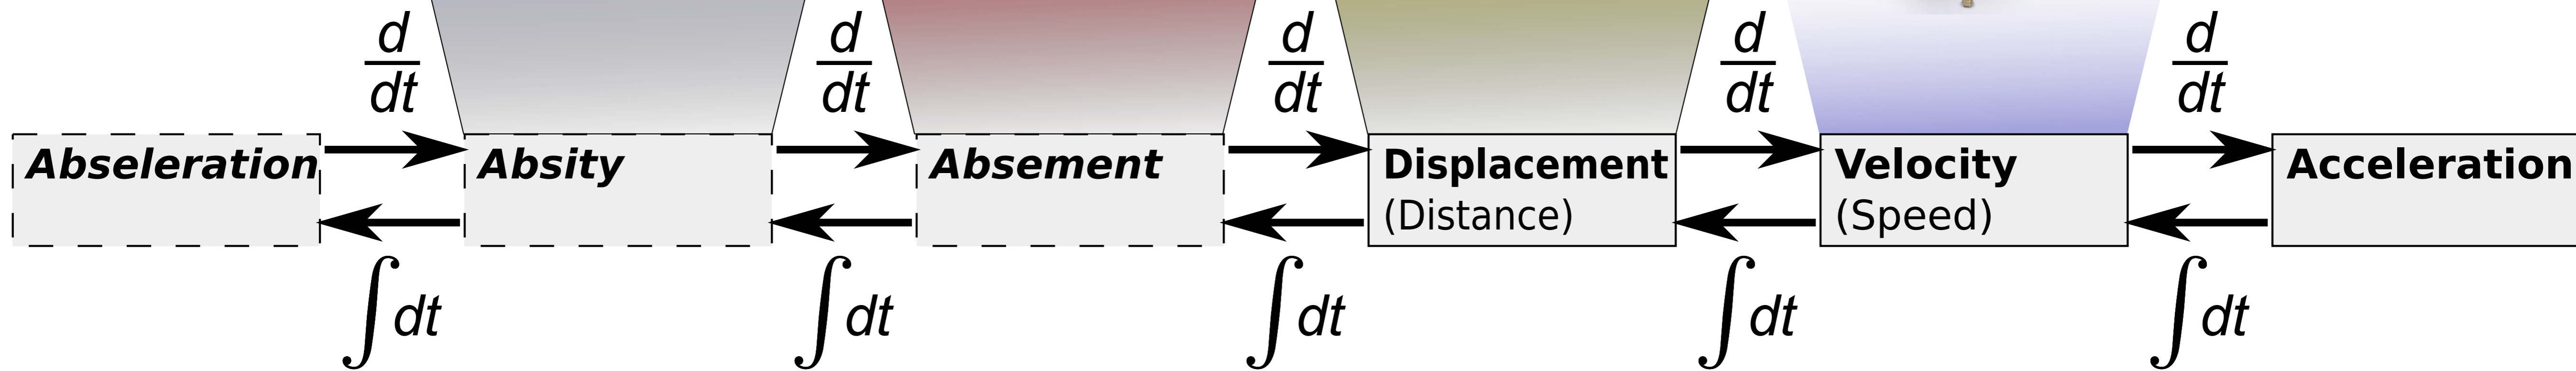 d d d d d
dt dt dt dt dt
Abseleration Absity Absement Displacement Velocity Acceleration
(Distance) (Speed)
∫dt ∫dt ∫dt ∫dt ∫dt